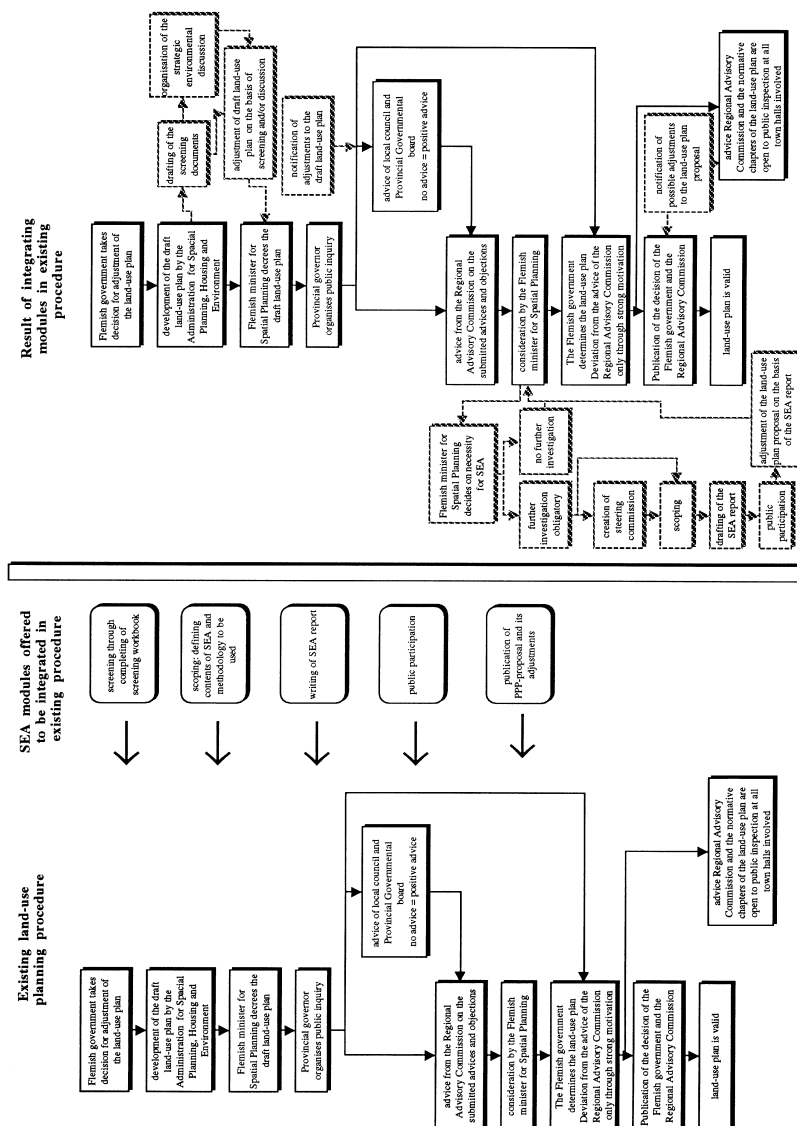 Existing land-use
planning procedure
Flemish government takes
decision for adjustment of
the land-use plan
development of the draft
land-use plan by the
Administration for Spacial
Planning, Housing and
Environment
Flemish minister for
Spatial Planning decrees the
draft land-use plan
Provincial governor
organises public inquiry
advice of local council and
Provincial Governmental
board
no advice = positive advice
advice from the Regional
Advisory Commission on the
submitted advices and objections
consideration by the Flemish
minister for Spatial Planning
The Flemish government
determines the land-use plan
Deviation from the advice of the
Regional Advisory Commission
only through strong motivation
Publication of the decision of the
Flemish government and the
Regional Advisory Commission
land-use plan is valid
advice Regional Advisory
Commission and the normative
chapters of the land-use plan are
open to public inspection at all
town halls involved
SEA modules offered
to be integrated in
existing procedure
screening through
completing of
screening workbook
scoping: defining
contents of SEA and
methodology to be
used
writing of SEA report
public participation
publication of
PPP-proposal and its
adjustments
Result of integrating
modules in existing
procedure
Flemish government takes
decision for adjustment of
the land-use plan
development of the draft
land-use plan by the
Administration for Spacial
Planning, Housing and
Environment
Flemish minister for
Spatial Planning decrees the
draft land-use plan
Provincial governor
organises public inquiry
drafting of the
screening
documents
organisation of the
strategic
environmental
discussion
adjustment of draft land-use
plan on the basis of
screening and/or discussion
notification of
adjustments to the
draft land-use plan
advice of local council and
Provincial Governmental
board
no advice = positive advice
advice from the Regional
Advisory Commission on the
submitted advices and objections
consideration by the Flemish
minister for Spatial Planning
Flemish minister for
Spatial Planning
decides on necessity
for SEA
further
investigation
obligatory
no further
investigation
creation of
steering
commission
scoping
drafting of the
SEA report
public
participation
adjustment of the land-use
plan proposal on the basis
of the SEA report
The Flemish government
determines the land-use plan
Deviation from the advice of the
Regional Advisory Commission
only through strong motivation
notification of
possible adjustments
to the land-use plan
proposal
Publication of the decision of the
Flemish government and the
Regional Advisory Commission
land-use plan is valid
advice Regional Advisory
Commission and the normative
chapters of the land-use plan are
open to public inspection at all
town halls involved